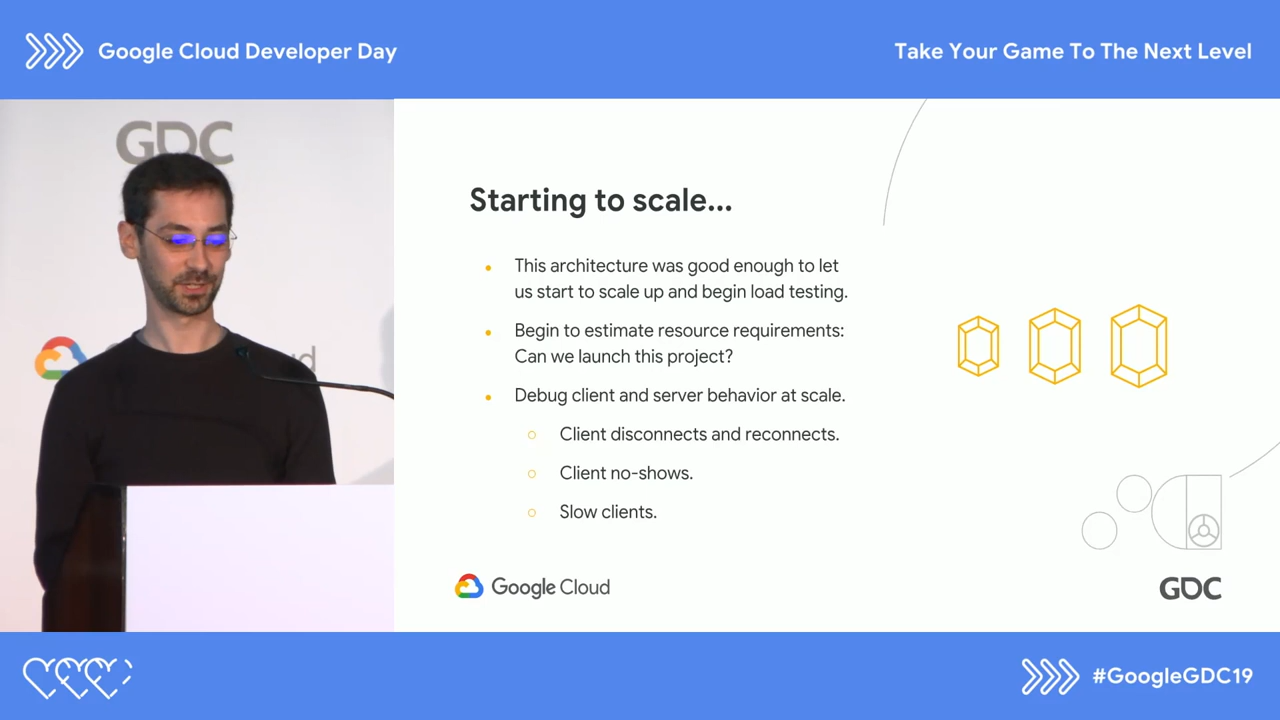 Google Cloud Developer Day
Take Your Game To The Next Level
GDC
Starting to scale...
This architecture was good enough to let
us start to scale up and begin load testing.
Begin to estimate resource requirements:
Can we launch this project?
Debug client and server behavior at scale.
Client disconnects and reconnects.
Client no-shows.
Slow clients.
Google Cloud
GDC
#GoogleGDC19